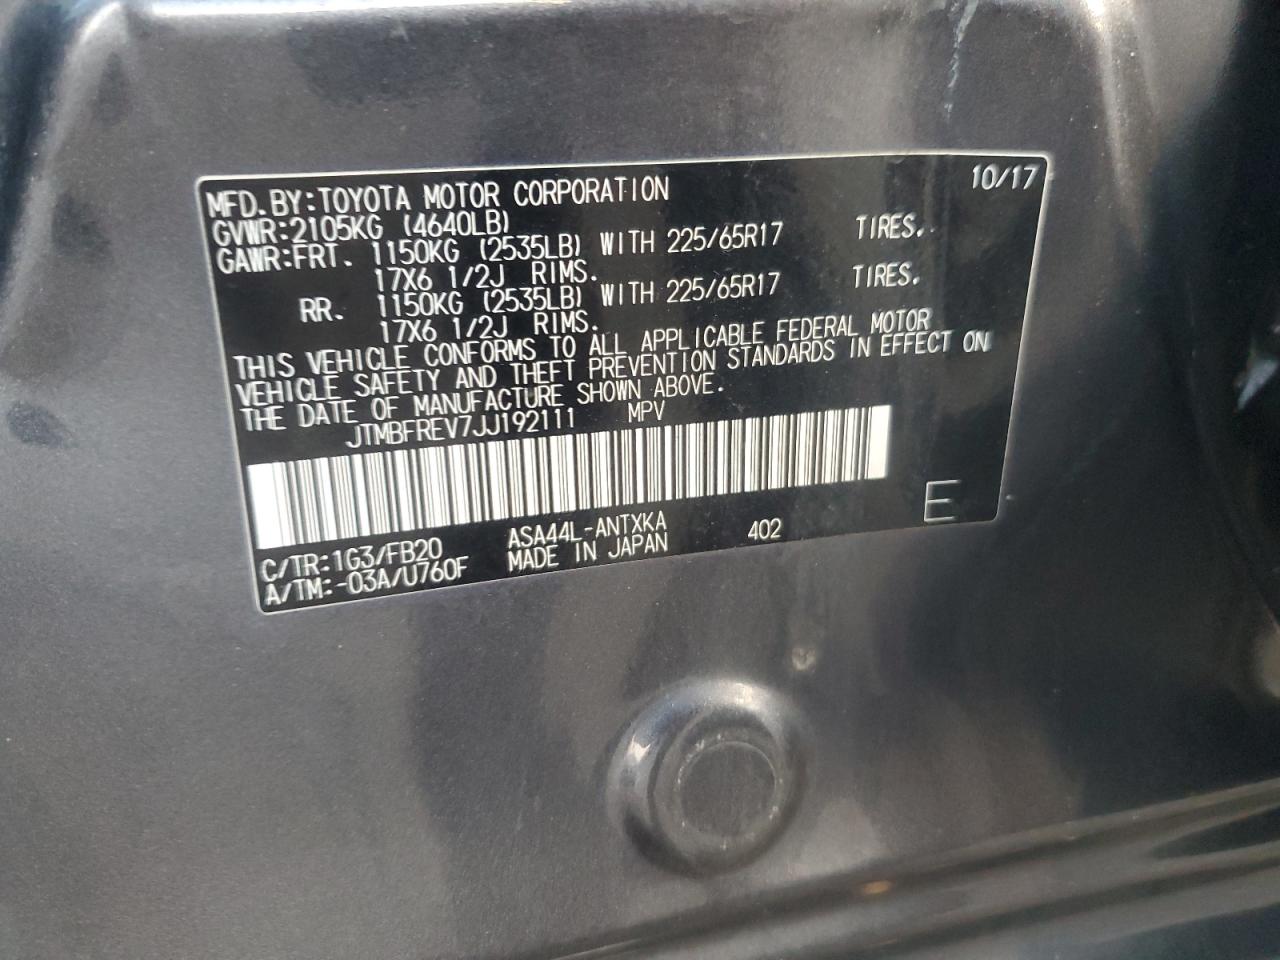 MFD.BY:TOYOTA MOTOR CORPORATION 10/17
GVWR:2105KG (4640LB)
GAWR:FRT. 1150KG (2535LB) WITH 225/65R17 TIRES.
17X6 1/2J RIMS.
RR. 1150KG (2535LB) WITH 225/65R17 TIRES.
17X6 1/2J RIMS.
THIS VEHICLE CONFORMS TO ALL APPLICABLE FEDERAL MOTOR
VEHICLE SAFETY AND THEFT PREVENTION STANDARDS IN EFFECT ON
THE DATE OF MANUFACTURE SHOWN ABOVE.
JTMBFREV7JJ192111 MPV
C/TR:1G3/FB20 ASA44L-ANTXKA 402 E
A/TM:-03A/U760F MADE IN JAPAN